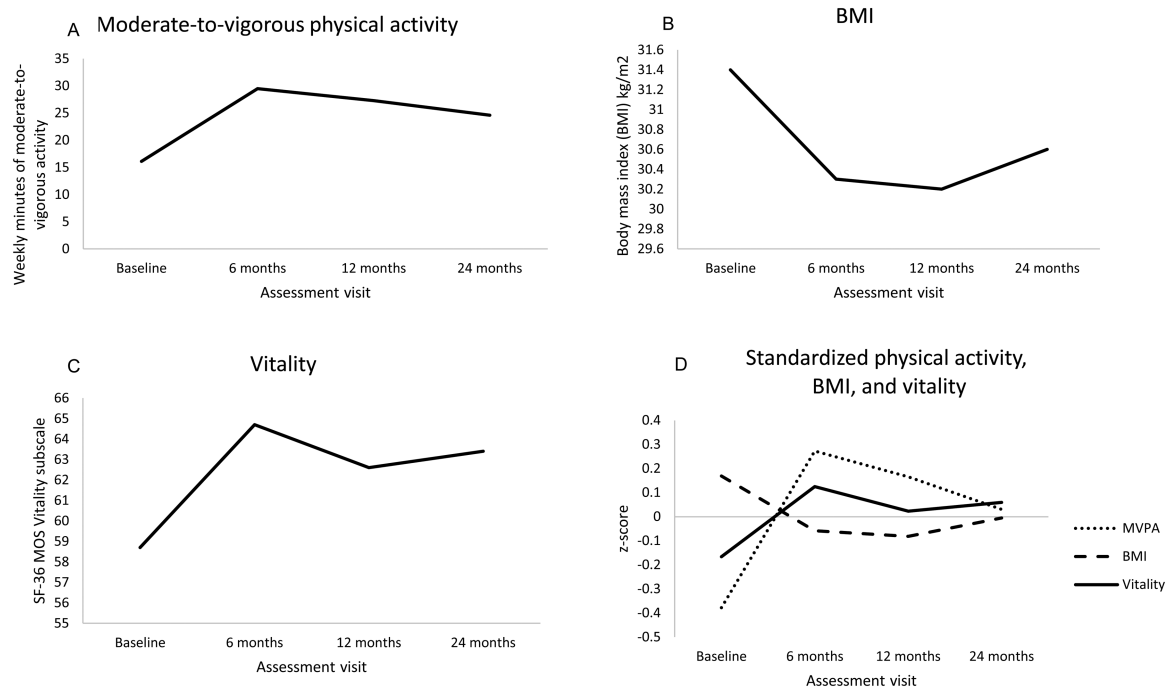 A
Moderate-to-vigorous physical activity
Weekly minutes of moderate-to-
vigorous activity
35
30
25
20
15
10
5
0
Baseline
6 months
12 months
24 months
Assessment visit
B
BMI
Body mass index (BMI) kg/m2
31.6
31.4
31.2
31
30.8
30.6
30.4
30.2
30
29.8
29.6
Baseline
6 months
12 months
24 months
Assessment visit
C
Vitality
SF-36 MOS Vitality subscale
66
65
64
63
62
61
60
59
58
57
56
55
Baseline
6 months
12 months
24 months
Assessment visit
D
Standardized physical activity,
BMI, and vitality
z-score
0.4
0.3
0.2
0.1
0
-0.1
-0.2
-0.3
-0.4
-0.5
Baseline
6 months
12 months
24 months
Assessment visit
MVPA
BMI
Vitality